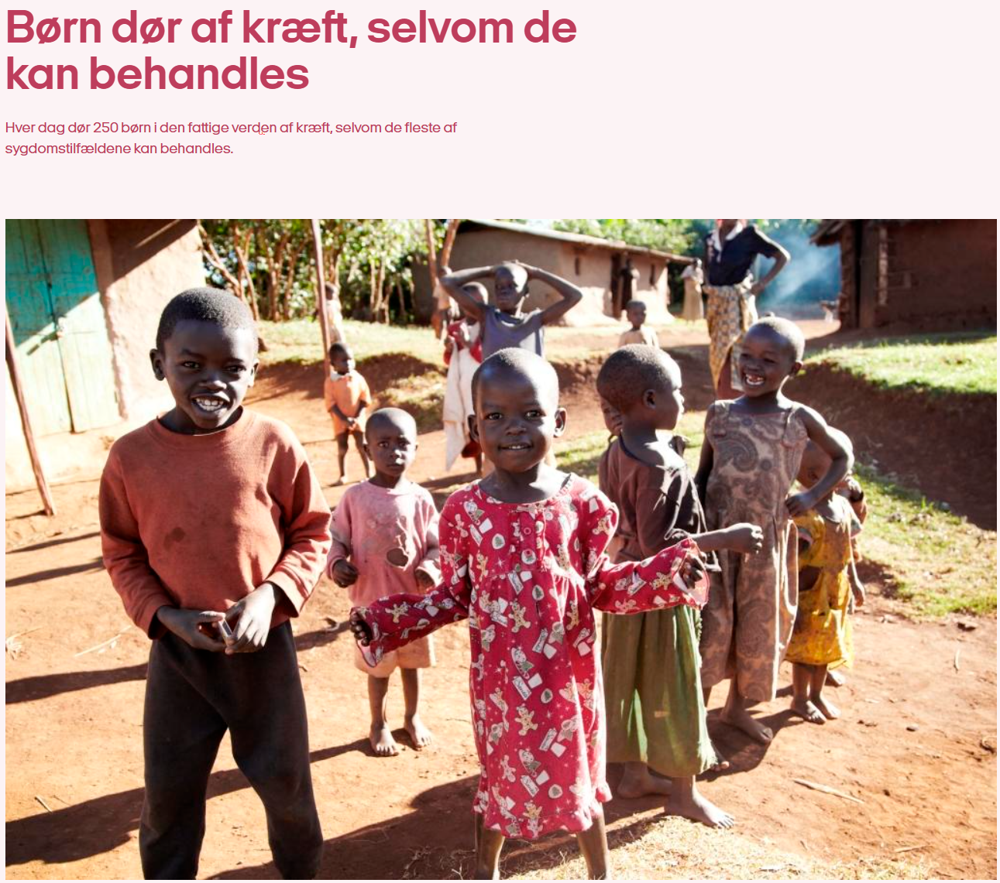 Børn dør af kræft, selvom de
kan behandles
Hver dag dør 250 børn i den fattige verden af kræft, selvom de fleste af
sygdomstilfældene kan behandles.